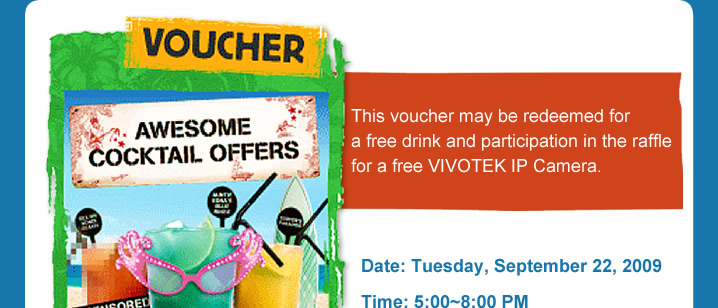 VOUCHER
AWESOME
COCKTAIL OFFERS
This voucher may be redeemed for
a free drink and participation in the raffle
for a free VIVOTEK IP Camera.
Date: Tuesday, September 22, 2009
Time: 5:00~8:00 PM